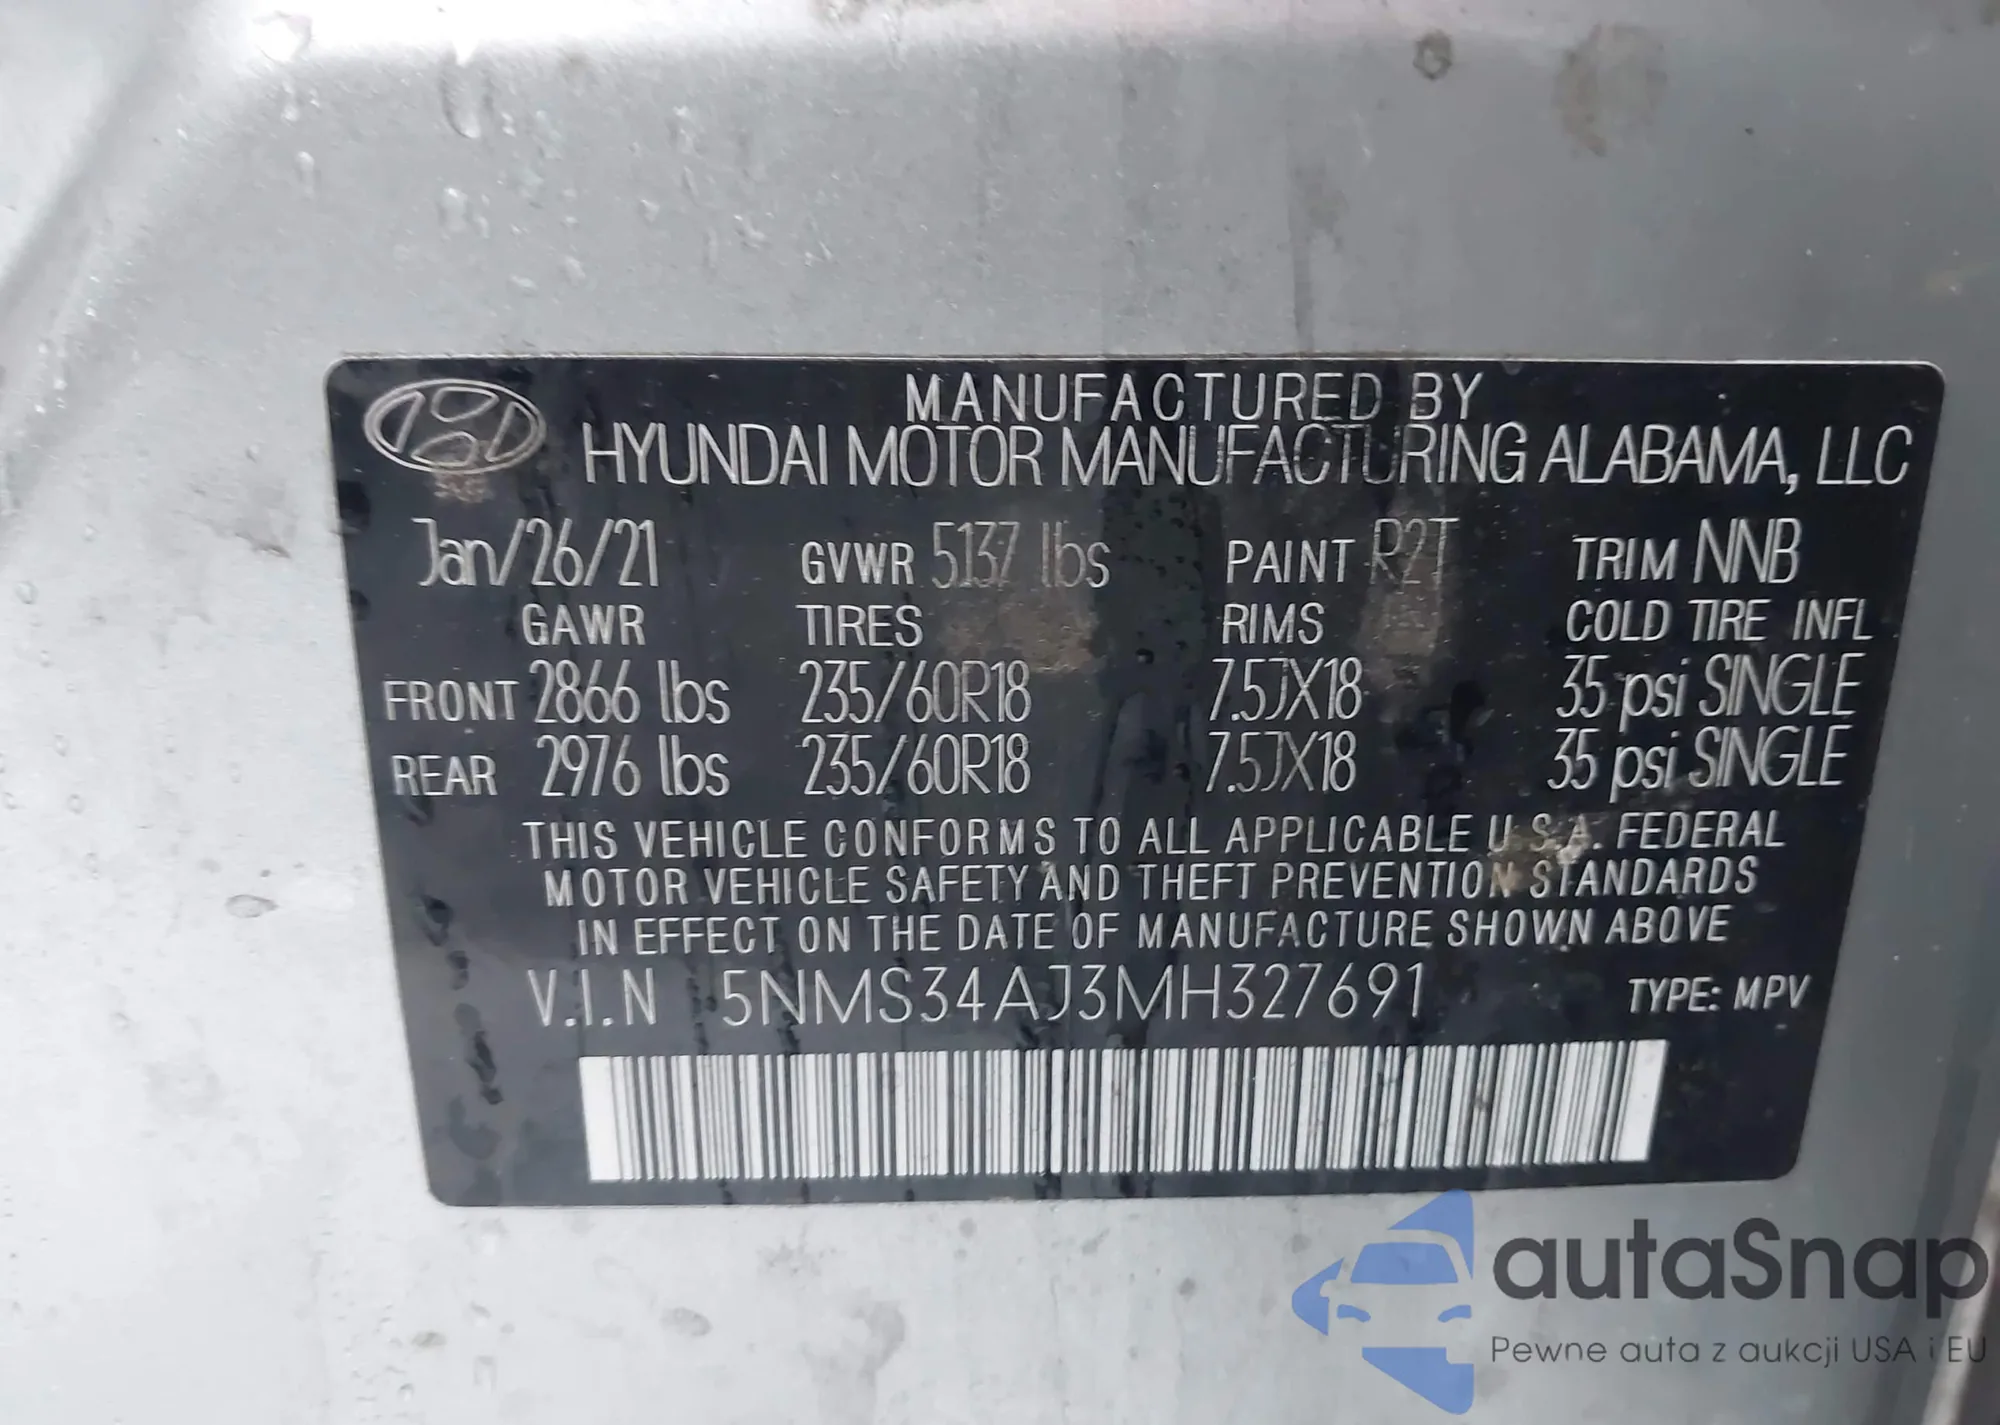 MANUFACTURED BY
HYUNDAI MOTOR MANUFACTURING ALABAMA, LLC
Jan/26/21 GVWR 5137 lbs PAINT R2T TRIM NNB
GAWR TIRES RIMS COLD TIRE INFL
FRONT 2866 lbs 235/60R18 7.5JX18 35 psi SINGLE
REAR 2976 lbs 235/60R18 7.5JX18 35 psi SINGLE
THIS VEHICLE CONFORMS TO ALL APPLICABLE U.S.A. FEDERAL
MOTOR VEHICLE SAFETY AND THEFT PREVENTION STANDARDS
IN EFFECT ON THE DATE OF MANUFACTURE SHOWN ABOVE
V.I.N 5NMS34AJ3MH327691 TYPE: MPV
autaSnap
Pewne auta z aukcji USA i EU